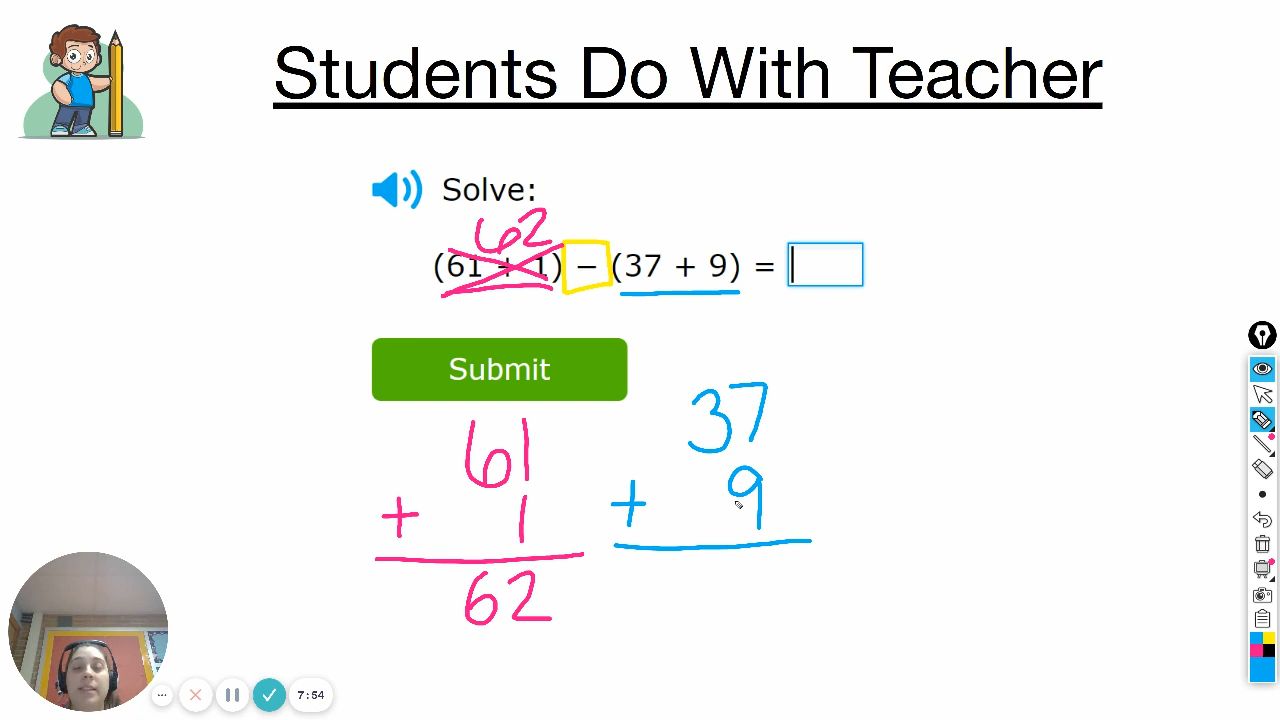 Students Do With Teacher
Solve:
62
(61 + 1) − (37 + 9) =
Submit
61
+ 1
62
37
+ 9
7:54